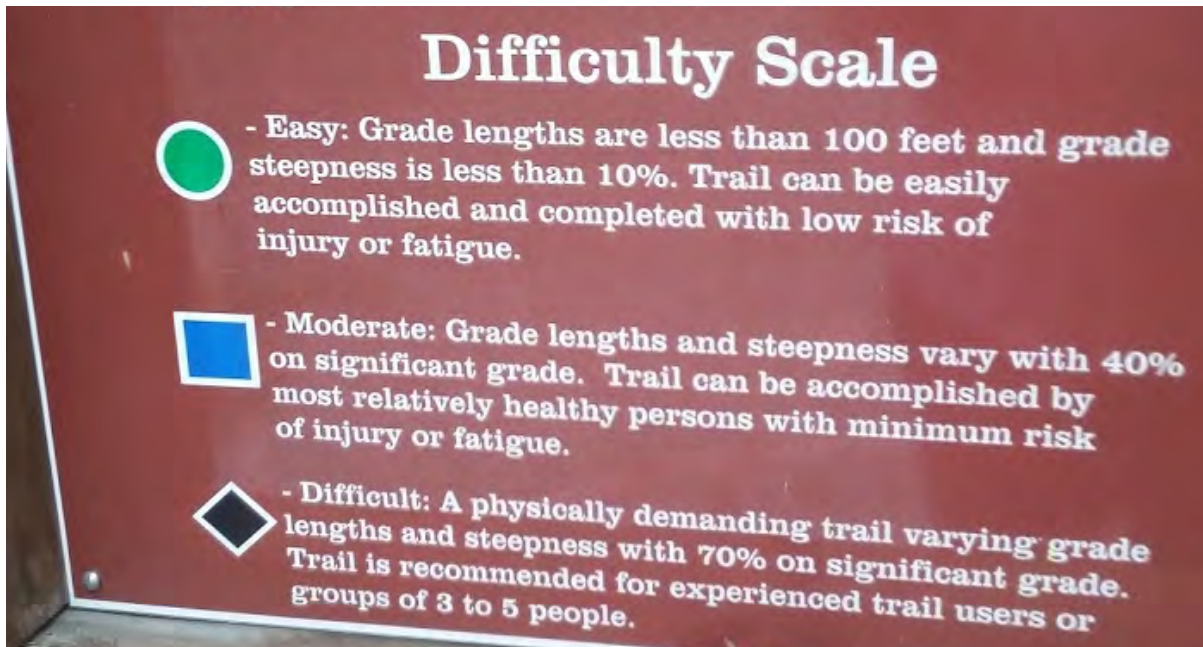 Difficulty Scale
- Easy: Grade lengths are less than 100 feet and grade
steepness is less than 10%. Trail can be easily
accomplished and completed with low risk of
injury or fatigue.
- Moderate: Grade lengths and steepness vary with 40%
on significant grade. Trail can be accomplished by
most relatively healthy persons with minimum risk
of injury or fatigue.
- Difficult: A physically demanding trail varying grade
lengths and steepness with 70% on significant grade.
Trail is recommended for experienced trail users or
groups of 3 to 5 people.